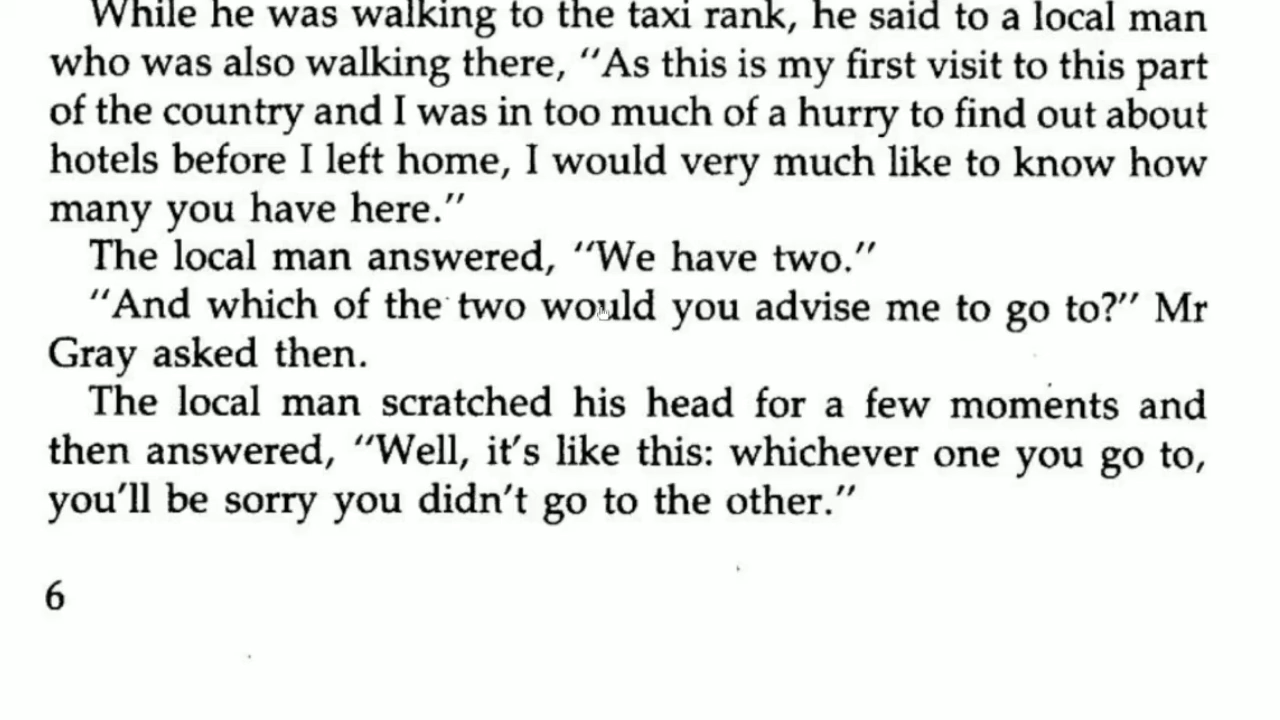 While he was walking to the taxi rank, he said to a local man
who was also walking there, "As this is my first visit to this part
of the country and I was in too much of a hurry to find out about
hotels before I left home, I would very much like to know how
many you have here."
The local man answered, "We have two."
"And which of the two would you advise me to go to?" Mr
Gray asked then.
The local man scratched his head for a few moments and
then answered, "Well, it's like this: whichever one you go to,
you'll be sorry you didn't go to the other."
6